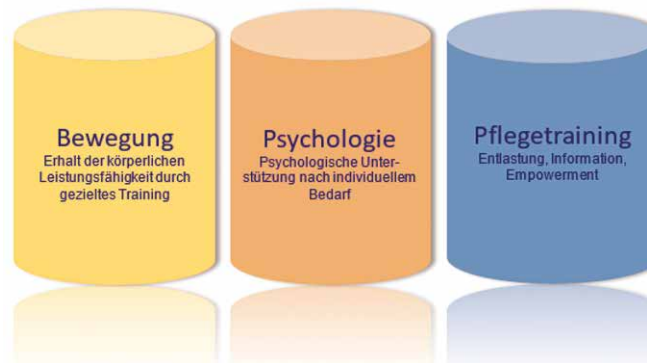 Bewegung
Erhalt der körperlichen
Leistungsfähigkeit durch
gezieltes Training
Psychologie
Psychologische Unter-
stützung nach individuellem
Bedarf
Pflegetraining
Entlastung, Information,
Empowerment